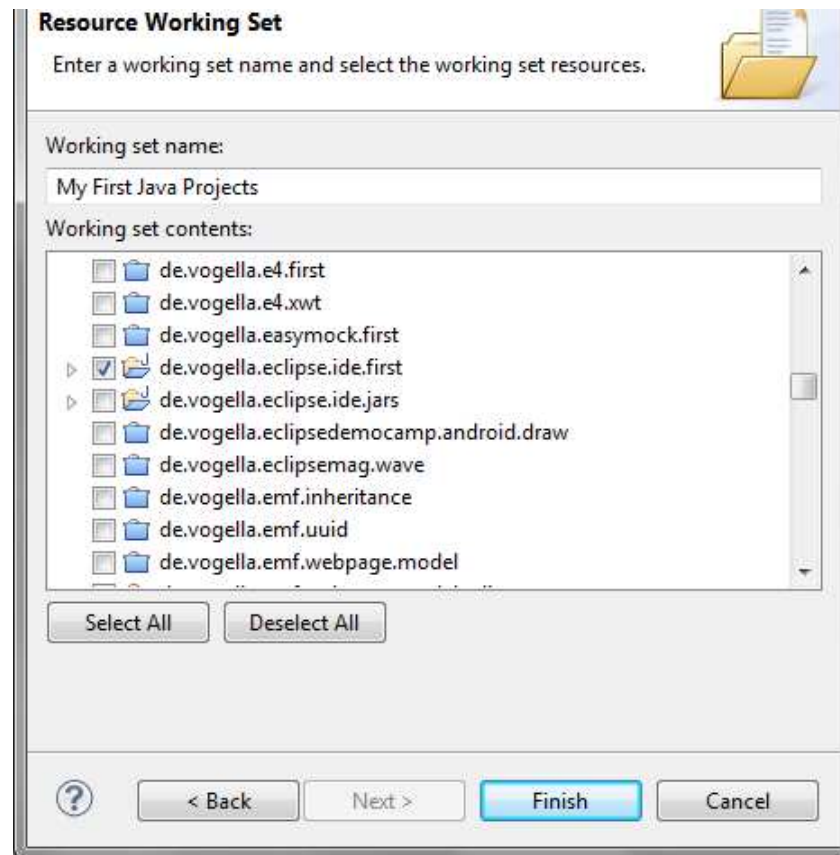 Resource Working Set
Enter a working set name and select the working set resources.
Working set name:
My First Java Projects
Working set contents:
de.vogella.e4.first
de.vogella.e4.xwt
de.vogella.easymock.first
de.vogella.eclipse.ide.first
de.vogella.eclipse.ide.jars
de.vogella.eclipsedemocamp.android.draw
de.vogella.eclipsemag.wave
de.vogella.emf.inheritance
de.vogella.emf.uuid
de.vogella.emf.webpage.model
Select All Deselect All
? < Back Next > Finish Cancel